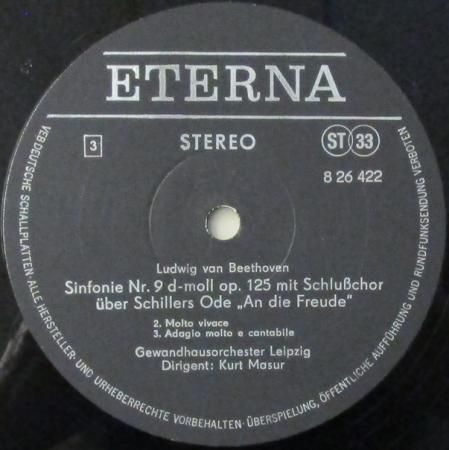 ETERNA
3
STEREO
ST 33
8 26 422
Ludwig van Beethoven
Sinfonie Nr. 9 d-moll op. 125 mit Schlußchor
über Schillers Ode „An die Freude“
2. Molto vivace
3. Adagio molto e cantabile
Gewandhausorchester Leipzig
Dirigent: Kurt Masur
VEB DEUTSCHE SCHALLPLATTEN · ALLE HERSTELLER- UND URHEBERRECHTE VORBEHALTEN · ÜBERSPIELUNG, ÖFFENTLICHE AUFFÜHRUNG UND RUNDFUNKSENDUNG VERBOTEN